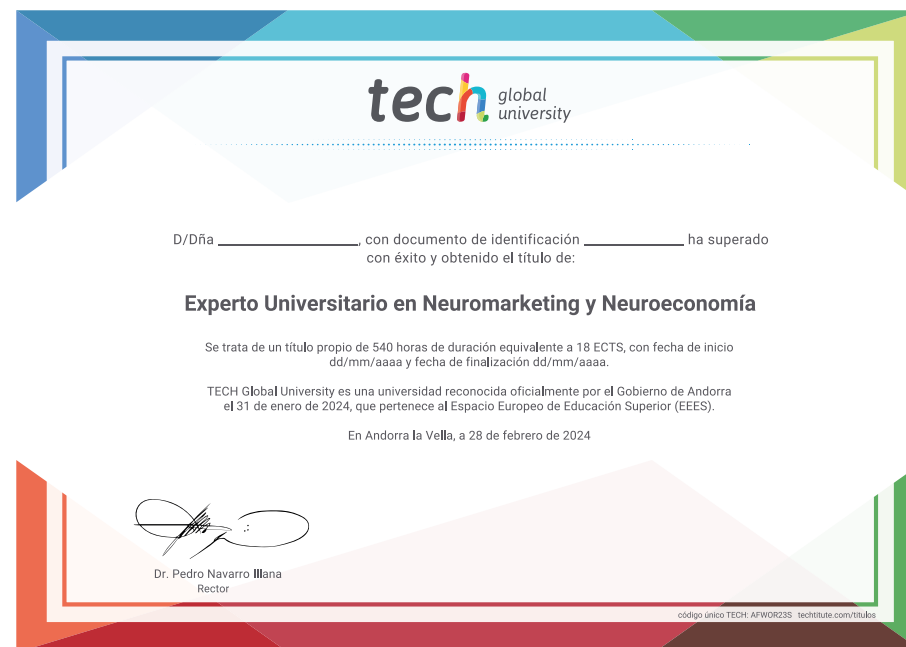 tech global university
D/Dña ____________________, con documento de identificación ______________ ha superado
con éxito y obtenido el título de:
Experto Universitario en Neuromarketing y Neuroeconomía
Se trata de un título propio de 540 horas de duración equivalente a 18 ECTS, con fecha de inicio
dd/mm/aaaa y fecha de finalización dd/mm/aaaa.
TECH Global University es una universidad reconocida oficialmente por el Gobierno de Andorra
el 31 de enero de 2024, que pertenece al Espacio Europeo de Educación Superior (EEES).
En Andorra la Vella, a 28 de febrero de 2024
Dr. Pedro Navarro Illana
Rector
código único TECH: AFWOR23S techtitute.com/titulos